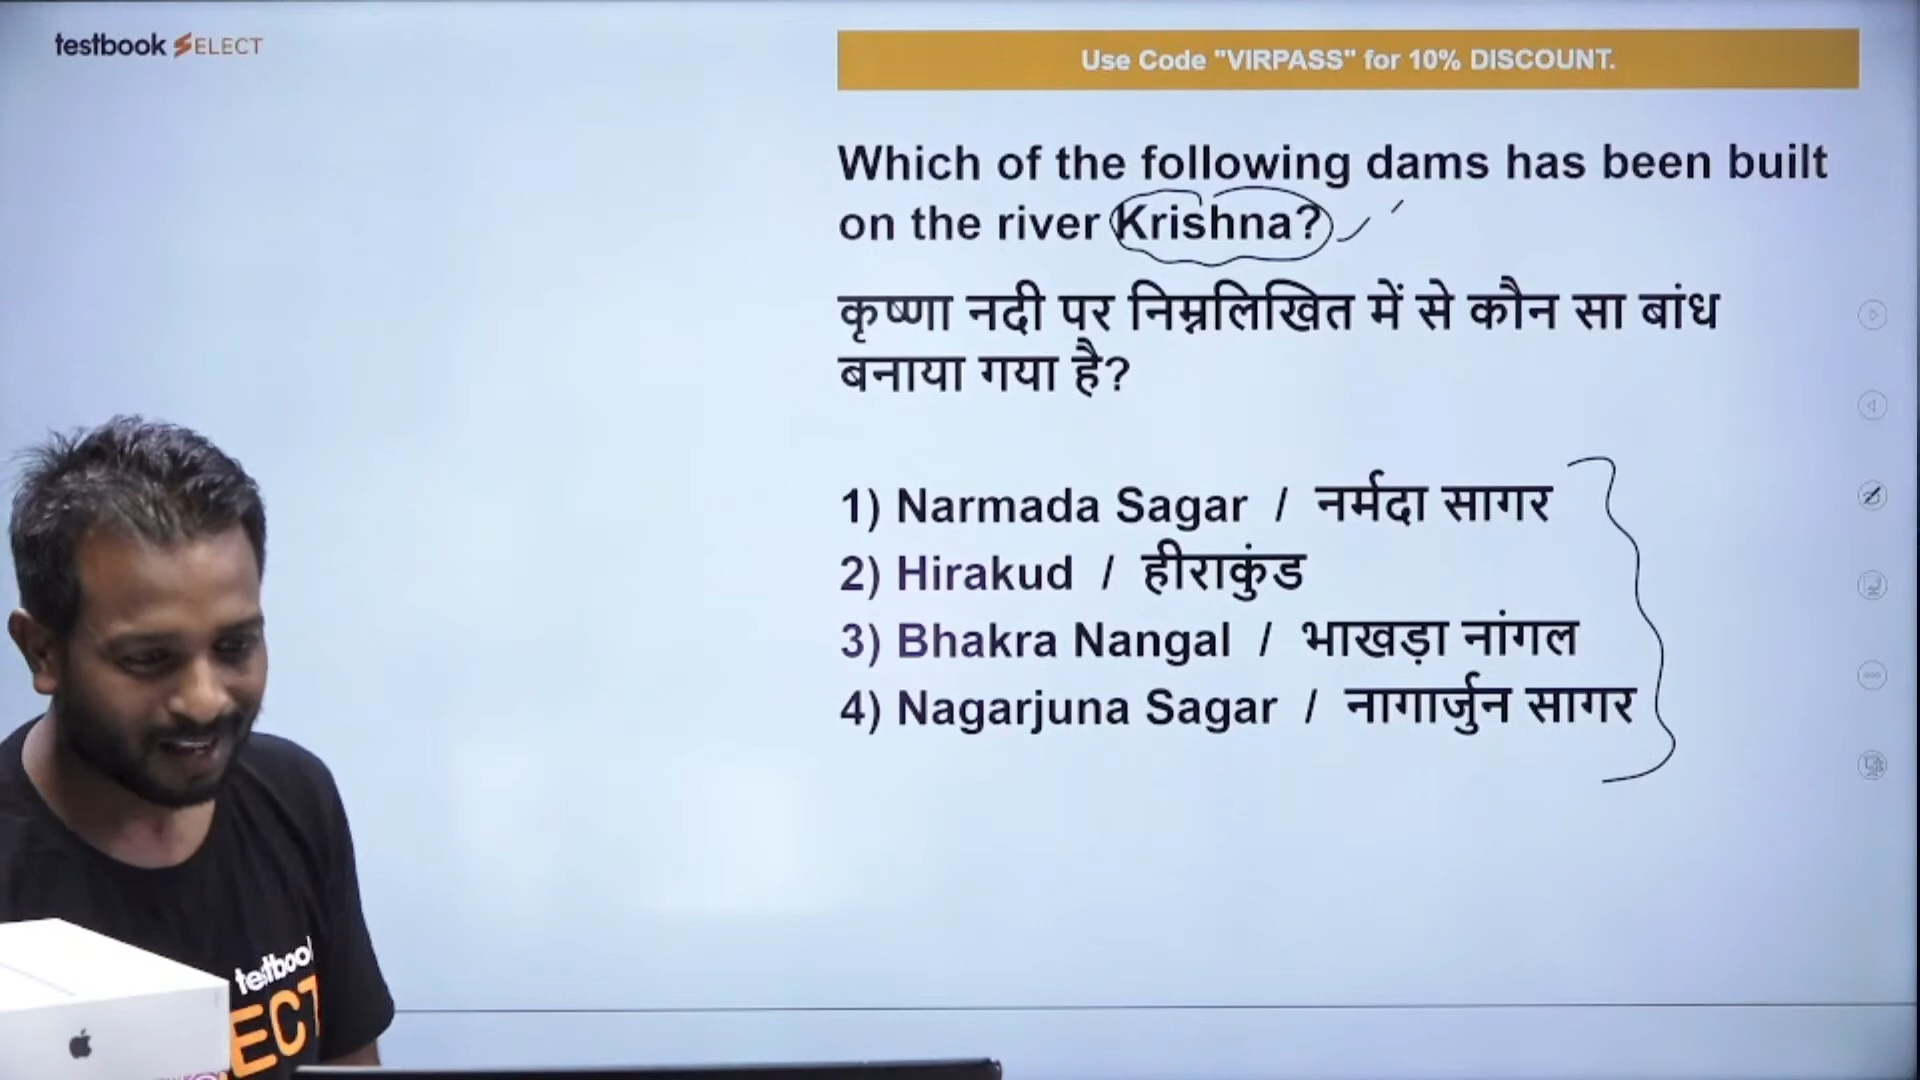 testbook SELECT
Use Code "VIRPASS" for 10% DISCOUNT.
Which of the following dams has been built
on the river Krishna?
कृष्णा नदी पर निम्नलिखित में से कौन सा बांध
बनाया गया है?
1) Narmada Sagar / नर्मदा सागर
2) Hirakud / हीराकुंड
3) Bhakra Nangal / भाखड़ा नांगल
4) Nagarjuna Sagar / नागार्जुन सागर
testboo
ECT